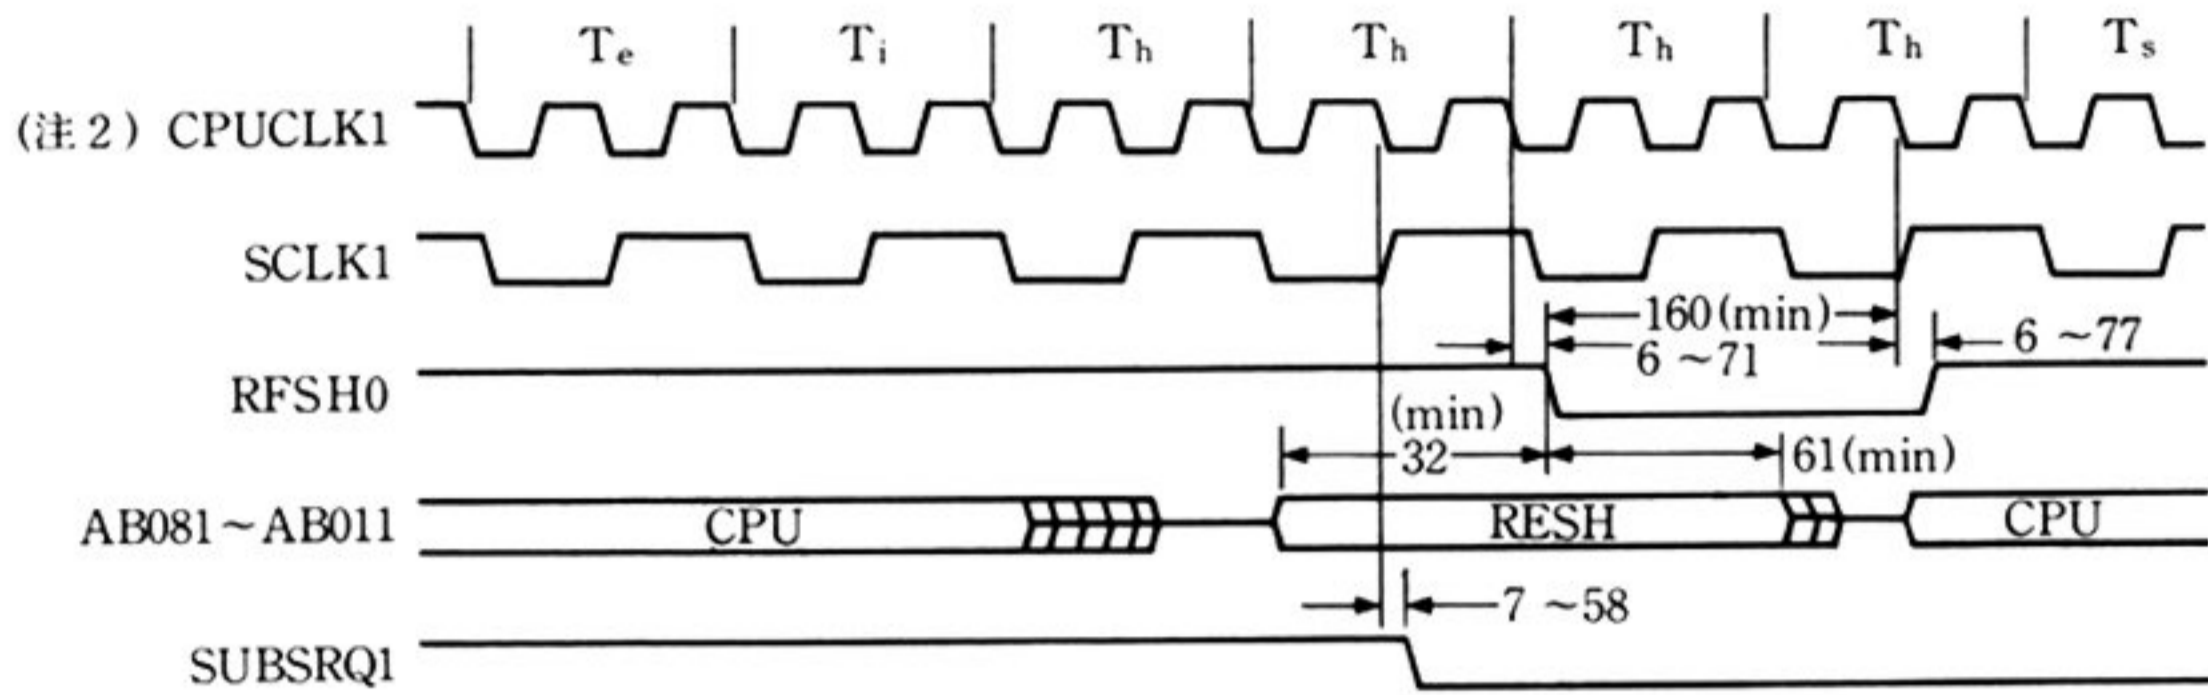 Te Ti Th Th Th Th Ts
(注2) CPUCLK1
SCLK1
160(min)
6 ~77
6 ~71
RFSH0
(min)
32 61(min)
AB081~AB011 CPU RESH CPU
7 ~58
SUBSRQ1